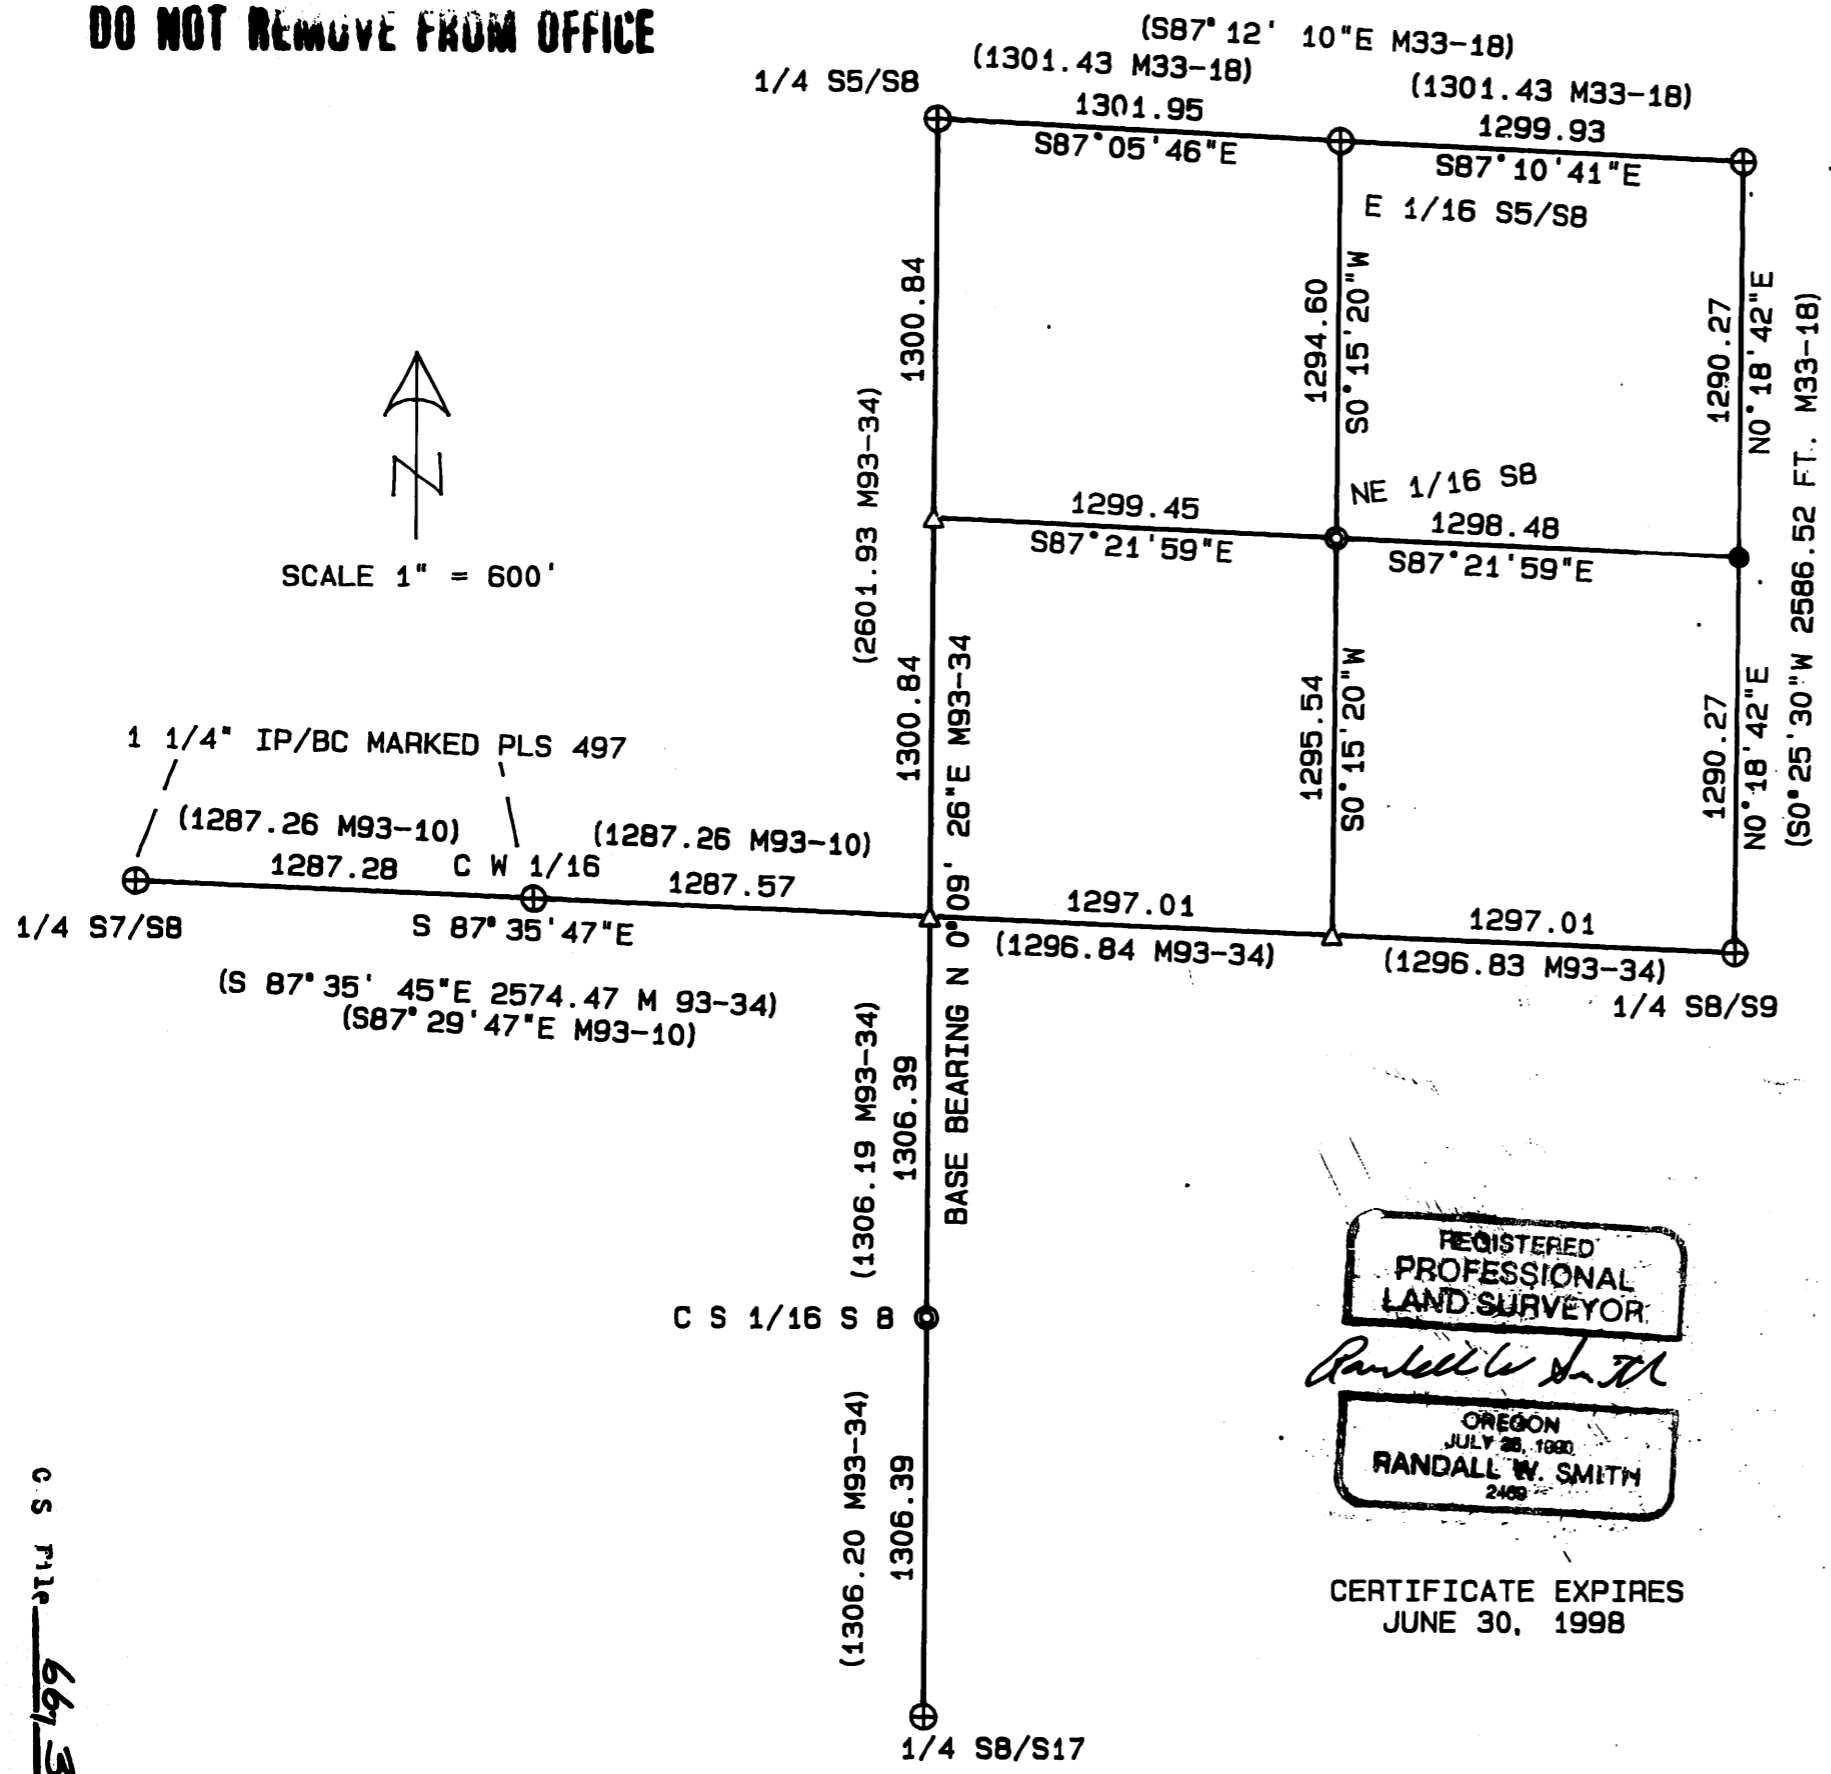 DO NOT REMOVE FROM OFFICE
(S87° 12' 10"E M33-18)
(1301.43 M33-18)
(1301.43 M33-18)
1/4 S5/S8
1301.95
1299.93
S87°05'46"E
S87°10'41"E
E 1/16 S5/S8
1300.84
1294.60
S0°15'20"W
1290.27
N0°18'42"E
(S0°25'30"W 2586.52 FT. M33-18)
(2601.93 M93-34)
N
SCALE 1" = 600'
NE 1/16 S8
1299.45
1298.48
S87°21'59"E
S87°21'59"E
1300.84
BASE BEARING N 0°09' 26"E M93-34
1295.54
S0°15'20"W
1290.27
N0°18'42"E
1 1/4" IP/BC MARKED PLS 497
(1287.26 M93-10)
(1287.26 M93-10)
1287.28
C W 1/16
1287.57
1/4 S7/S8
S 87°35'47"E
1297.01
1297.01
(1296.84 M93-34)
(1296.83 M93-34)
(S 87°35' 45"E 2574.47 M 93-34)
(S87°29'47"E M93-10)
1/4 S8/S9
(1306.19 M93-34)
1306.39
C S 1/16 S 8
(1306.20 M93-34)
1306.39
1/4 S8/S17
REGISTERED
PROFESSIONAL
LAND SURVEYOR
Randall W Smith
OREGON
JULY 26, 1990
RANDALL W. SMITH
2469
CERTIFICATE EXPIRES
JUNE 30, 1998
C S File